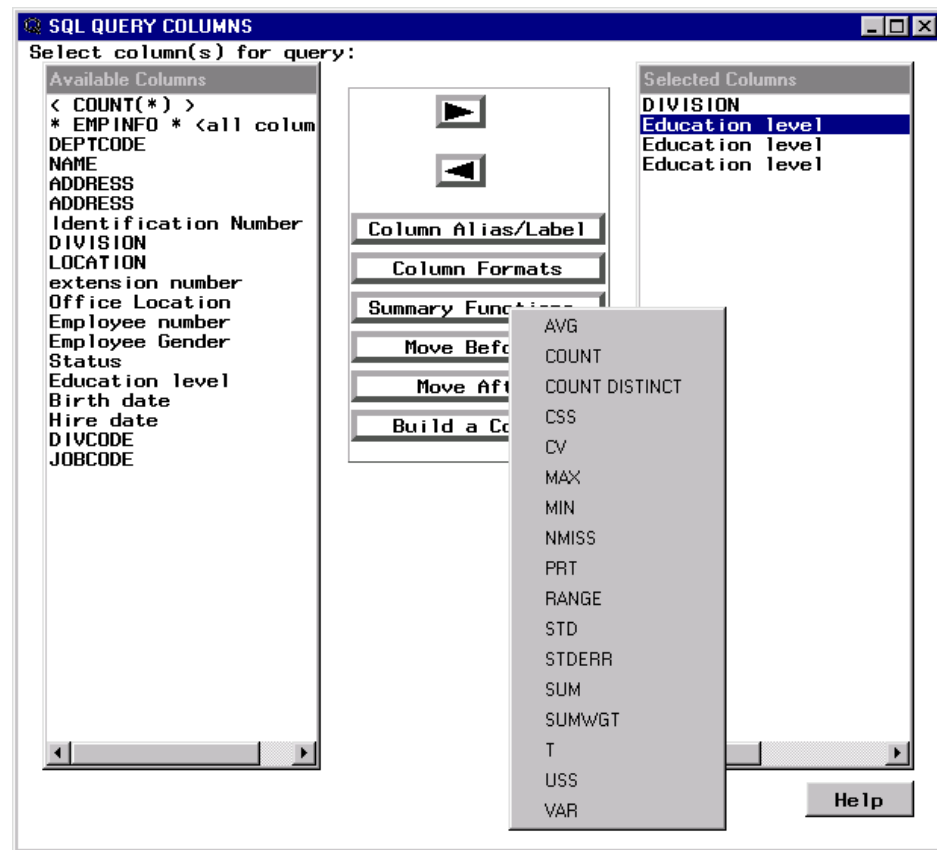 SQL QUERY COLUMNS
Select column(s) for query:
Available Columns
< COUNT(*) >
* EMPINFO * <all colum
DEPTCODE
NAME
ADDRESS
ADDRESS
Identification Number
DIVISION
LOCATION
extension number
Office Location
Employee number
Employee Gender
Status
Education level
Birth date
Hire date
DIVCODE
JOBCODE
Column Alias/Label
Column Formats
Summary Functions
Move Befo
Move Aft
Build a Co
AVG
COUNT
COUNT DISTINCT
CSS
CV
MAX
MIN
NMISS
PRT
RANGE
STD
STDERR
SUM
SUMWGT
T
USS
VAR
Selected Columns
DIVISION
Education level
Education level
Education level
Help